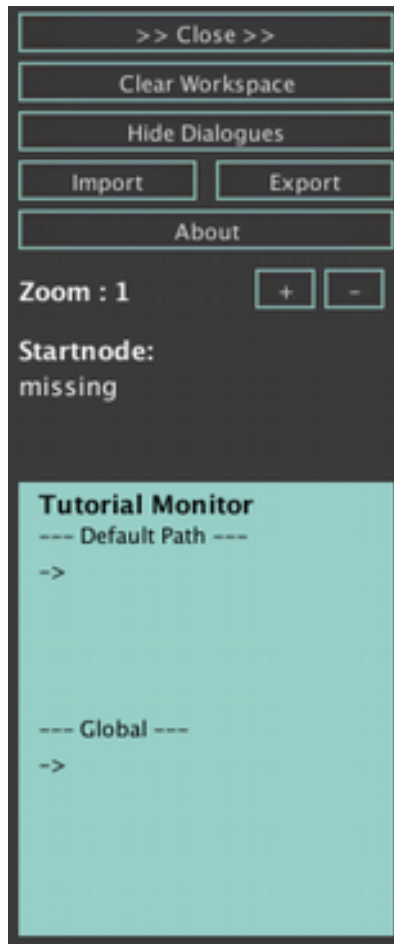 >> Close >>
Clear Workspace
Hide Dialogues
Import Export
About
Zoom : 1 + -
Startnode:
missing
Tutorial Monitor
--- Default Path ---
->
--- Global ---
->